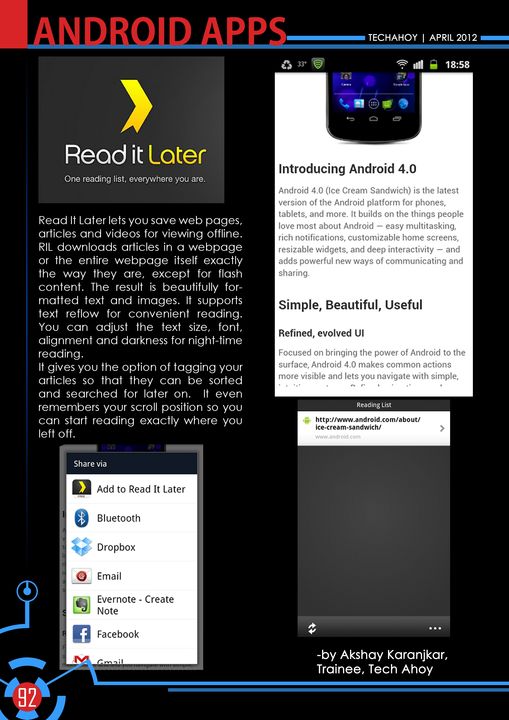 ANDROID APPS
TECHAHOY | APRIL 2012
Read it Later
One reading list, everywhere you are.
Read It Later lets you save web pages,
articles and videos for viewing offline.
RIL downloads articles in a webpage
or the entire webpage itself exactly
the way they are, except for flash
content. The result is beautifully for-
matted text and images. It supports
text reflow for convenient reading.
You can adjust the text size, font,
alignment and darkness for night-time
reading.
It gives you the option of tagging your
articles so that they can be sorted
and searched for later on. It even
remembers your scroll position so you
can start reading exactly where you
left off.
Share via
Add to Read It Later
Bluetooth
Dropbox
Email
Evernote - Create
Note
Facebook
Gmail
33°
18:58
Introducing Android 4.0
Android 4.0 (Ice Cream Sandwich) is the latest
version of the Android platform for phones,
tablets, and more. It builds on the things people
love most about Android — easy multitasking,
rich notifications, customizable home screens,
resizable widgets, and deep interactivity — and
adds powerful new ways of communicating and
sharing.
Simple, Beautiful, Useful
Refined, evolved UI
Focused on bringing the power of Android to the
surface, Android 4.0 makes common actions
more visible and lets you navigate with simple,
Reading List
http://www.android.com/about/
ice-cream-sandwich/
www.android.com
-by Akshay Karanjkar,
Trainee, Tech Ahoy
92